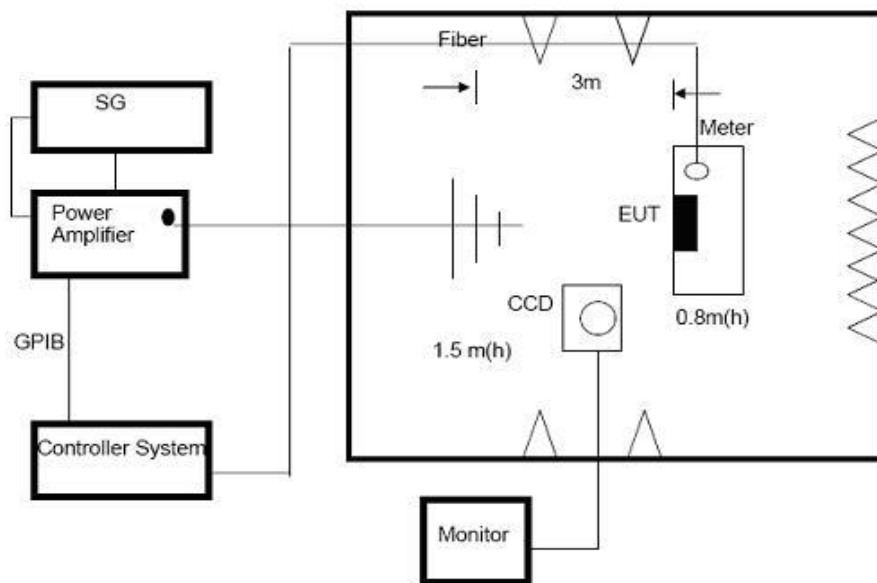 Fiber
3m
SG
Meter
Power
Amplifier
EUT
CCD
0.8m(h)
GPIB
1.5 m(h)
Controller System
Monitor